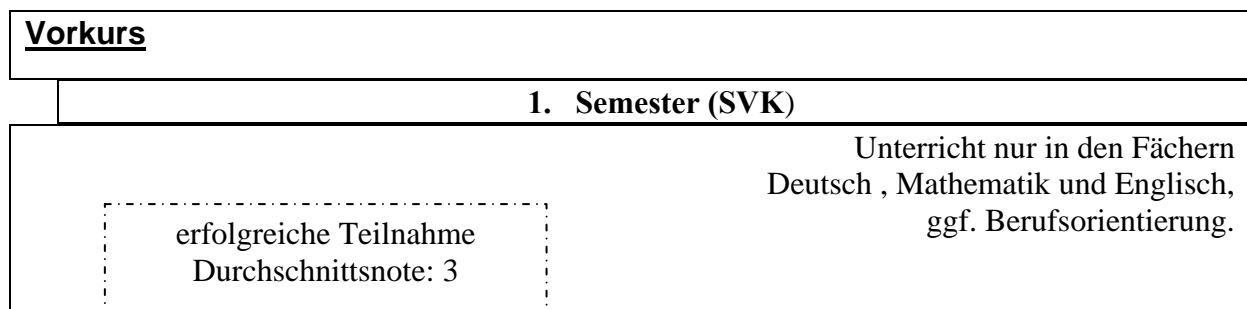 Vorkurs
1. Semester (SVK)
Unterricht nur in den Fächern
Deutsch , Mathematik und Englisch,
ggf. Berufsorientierung.
erfolgreiche Teilnahme
Durchschnittsnote: 3